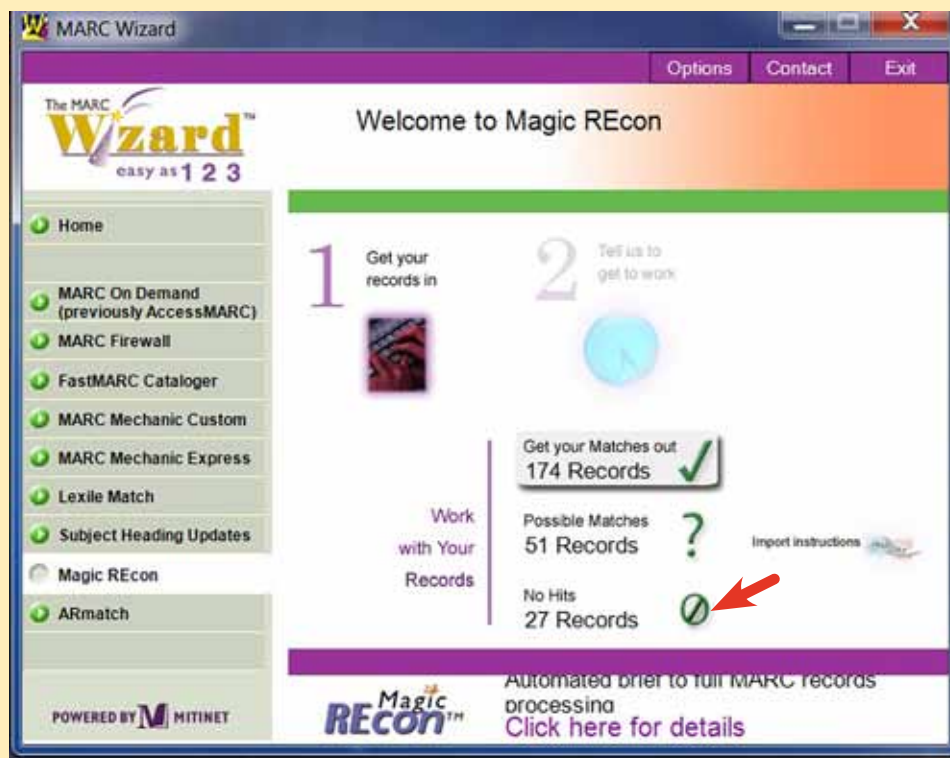 MARC Wizard
Options Contact Exit
The MARC
Wizard™
easy as 1 2 3
Welcome to Magic REcon
Home
MARC On Demand
(previously AccessMARC)
MARC Firewall
FastMARC Cataloger
MARC Mechanic Custom
MARC Mechanic Express
Lexile Match
Subject Heading Updates
Magic REcon
ARmatch
POWERED BY M MITINET
1 Get your
records in
2 Tell us to
get to work
Work
with Your
Records
Get your Matches out
174 Records
Possible Matches
51 Records
?
Import instructions
No Hits
27 Records
Magic
REcon™
Automated brief to full MARC records
processing
Click here for details